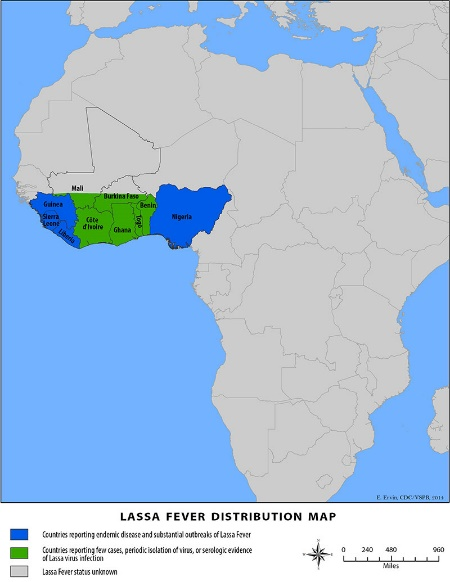 Mali
Burkina Faso
Guinea
Benin
Sierra
Leone
Côte
d'Ivoire
Togo
Nigeria
Ghana
Liberia
E. Ervin, CDC/VSPB, 2014
LASSA FEVER DISTRIBUTION MAP
Countries reporting endemic disease and substantial outbreaks of Lassa Fever
Countries reporting few cases, periodic isolation of virus, or serologic evidence
of Lassa virus infection
Lassa Fever status unknown
0 240 480 960
Miles